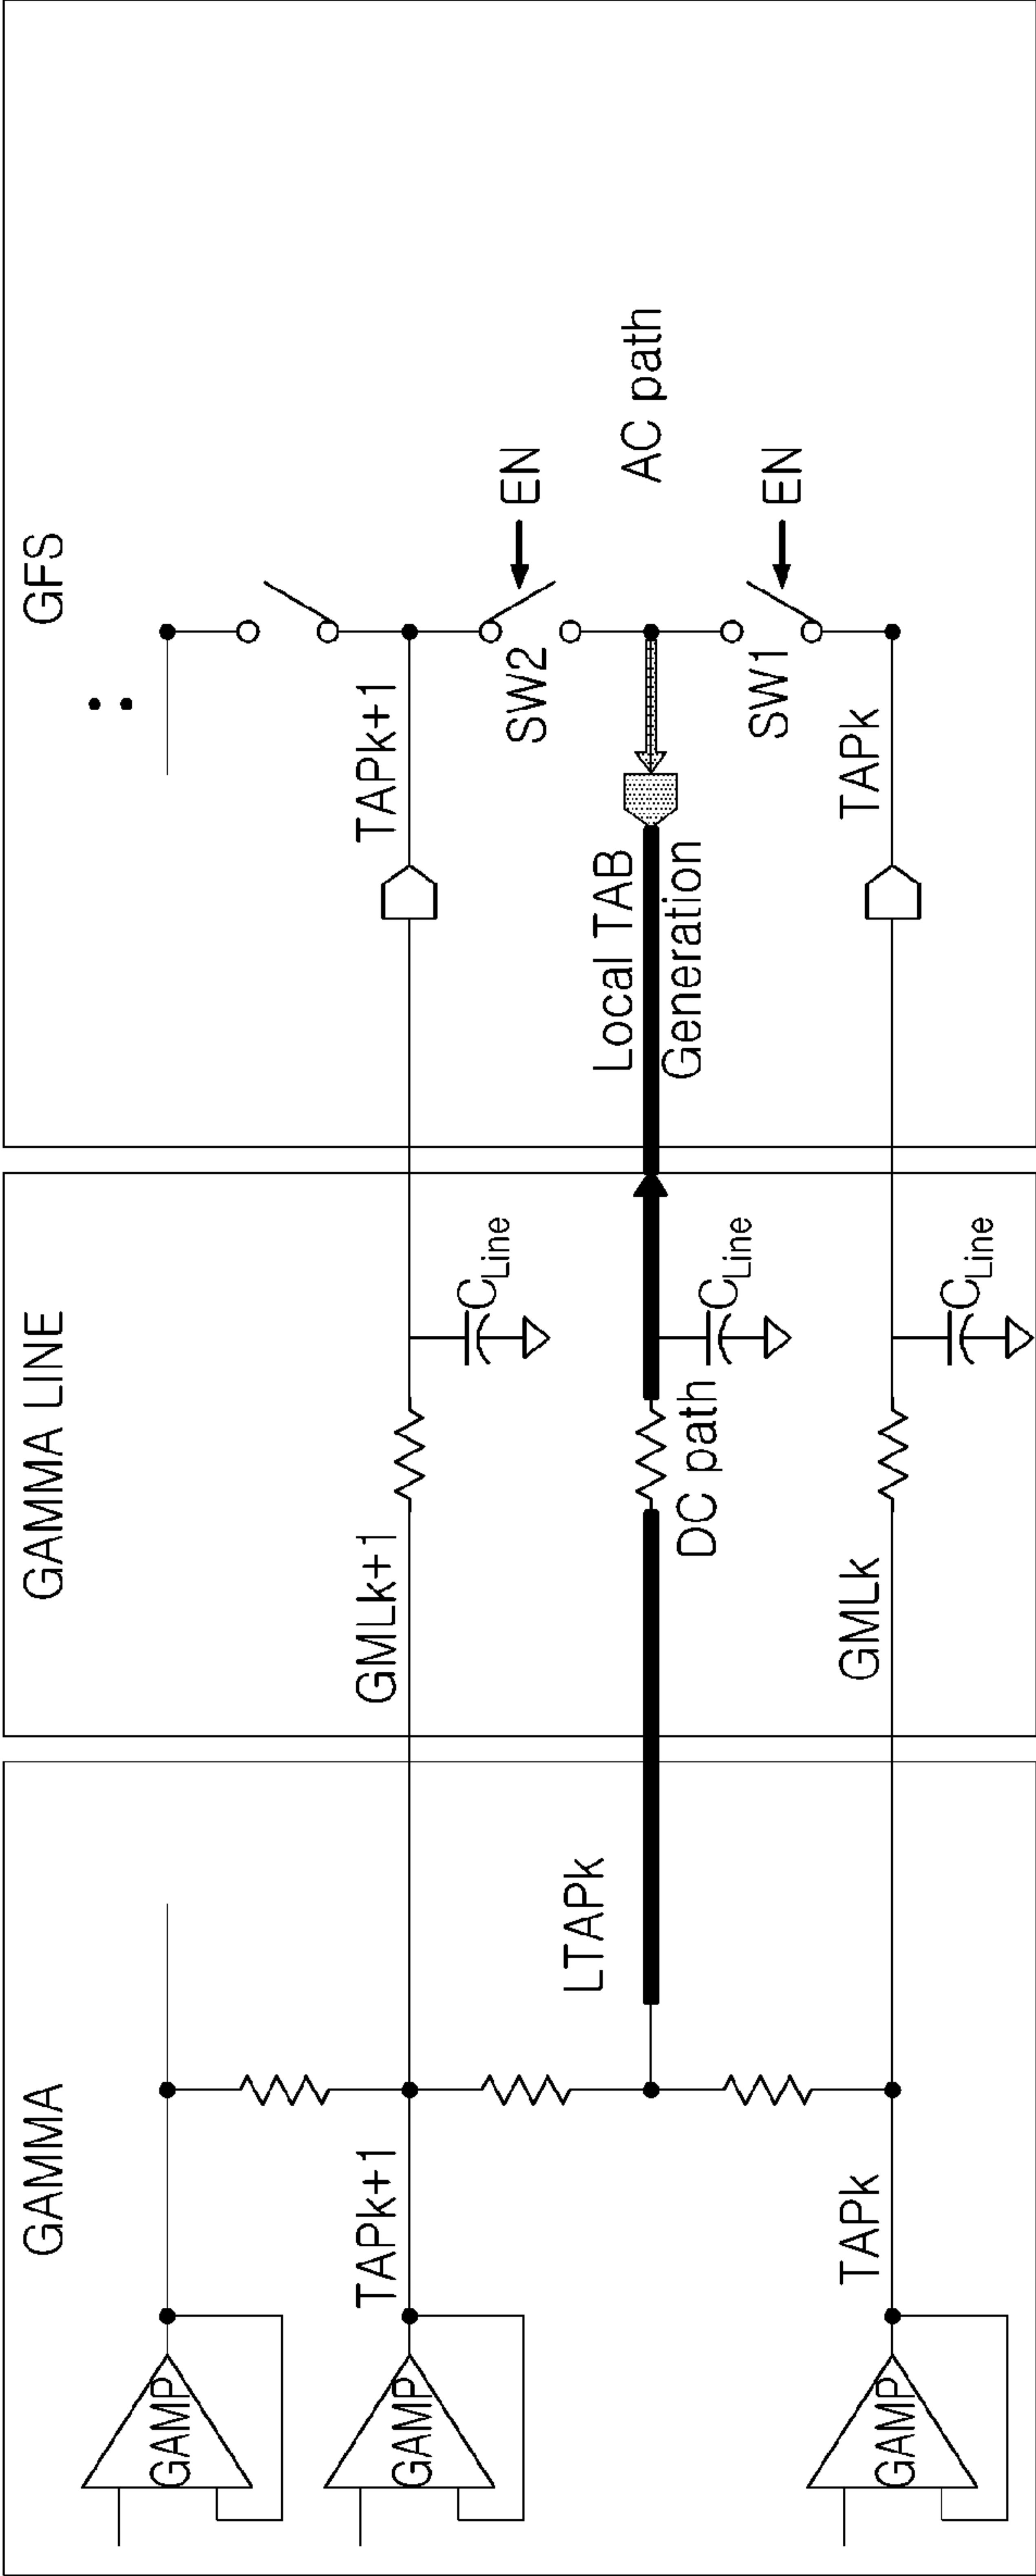 GAMMA
GAMP
GAMP
TAPk+1
LTAPk
GAMP
TAPk
GAMMA LINE
GMLk+1
CLine
DC path
CLine
GMLk
CLine
GFS
TAPk+1
SW2
EN
Local TAB
Generation
AC path
SW1
EN
TAPk